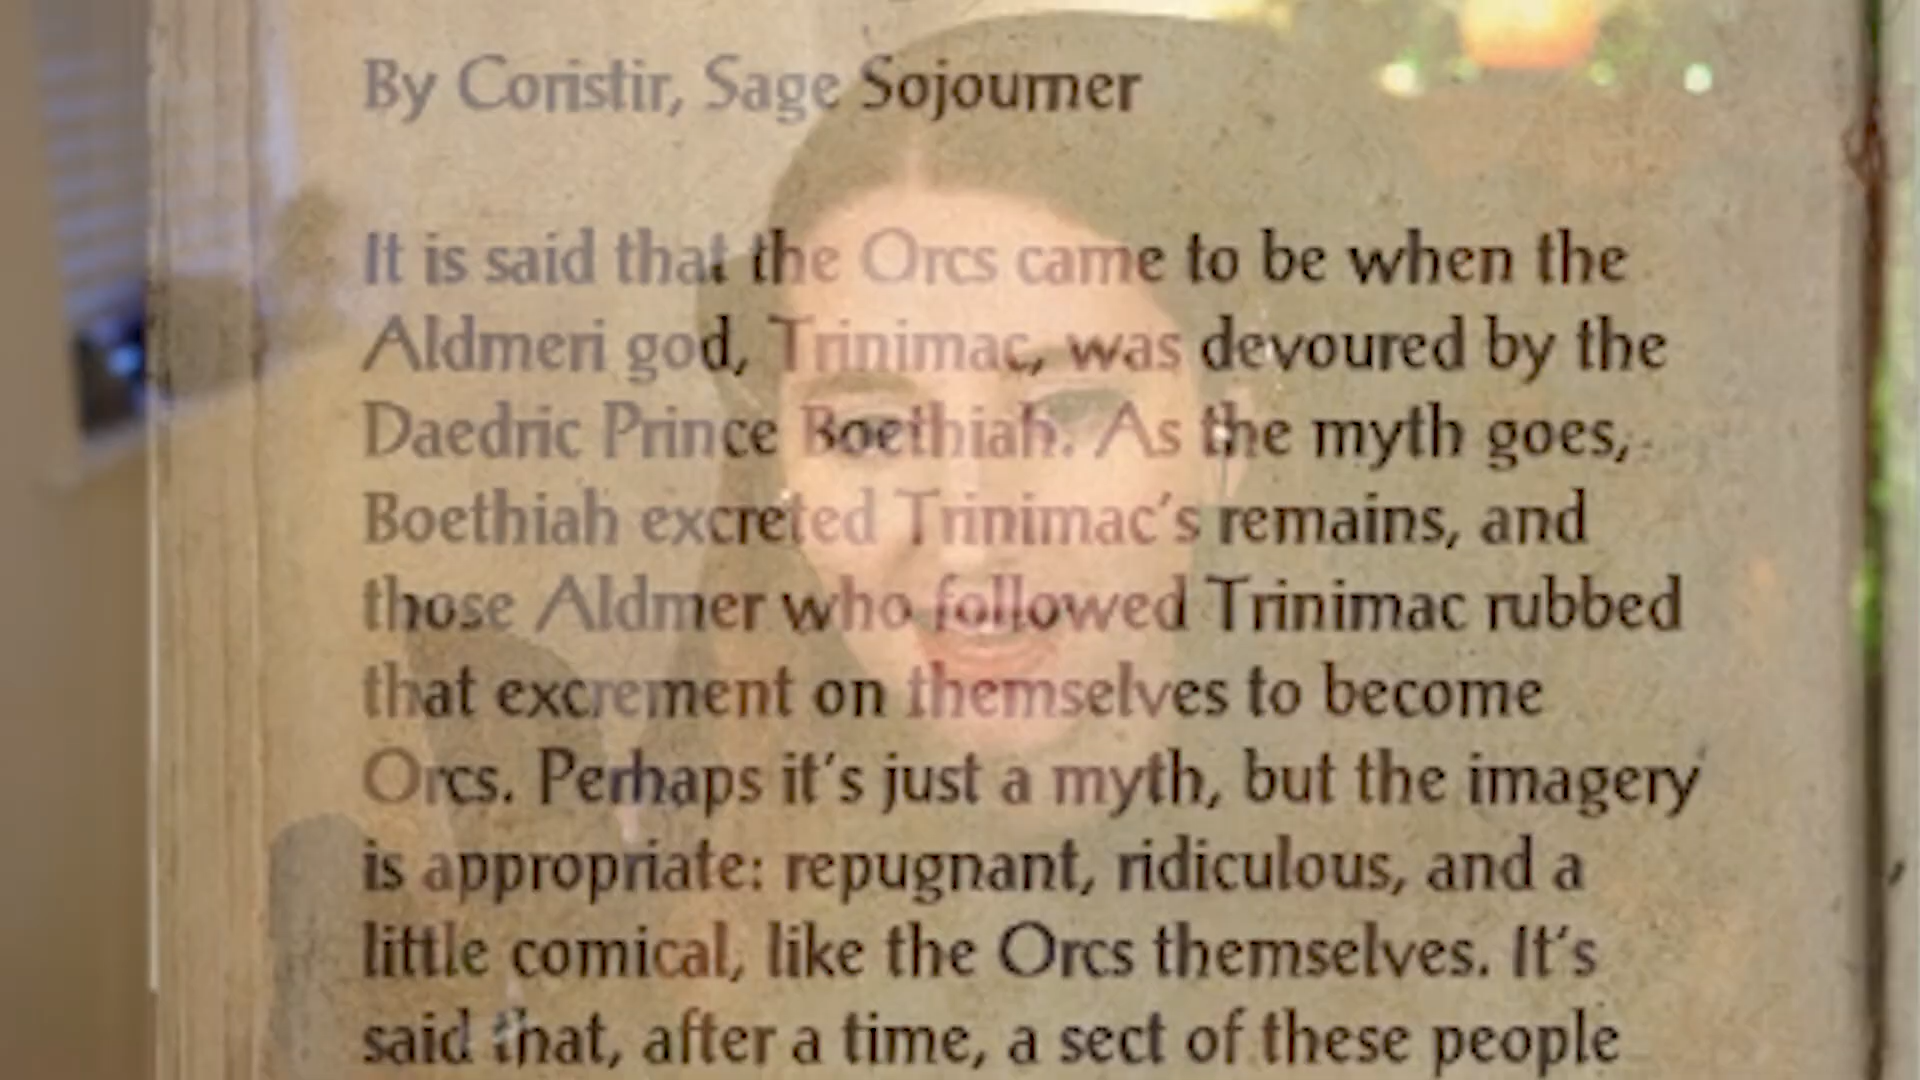 By Coristir, Sage Sojourner
It is said that the Orcs came to be when the
Aldmeri god, Trinimac, was devoured by the
Daedric Prince Boethiah. As the myth goes,
Boethiah excreted Trinimac's remains, and
those Aldmer who followed Trinimac rubbed
that excrement on themselves to become
Orcs. Perhaps it's just a myth, but the imagery
is appropriate: repugnant, ridiculous, and a
little comical, like the Orcs themselves. It's
said that, after a time, a sect of these people